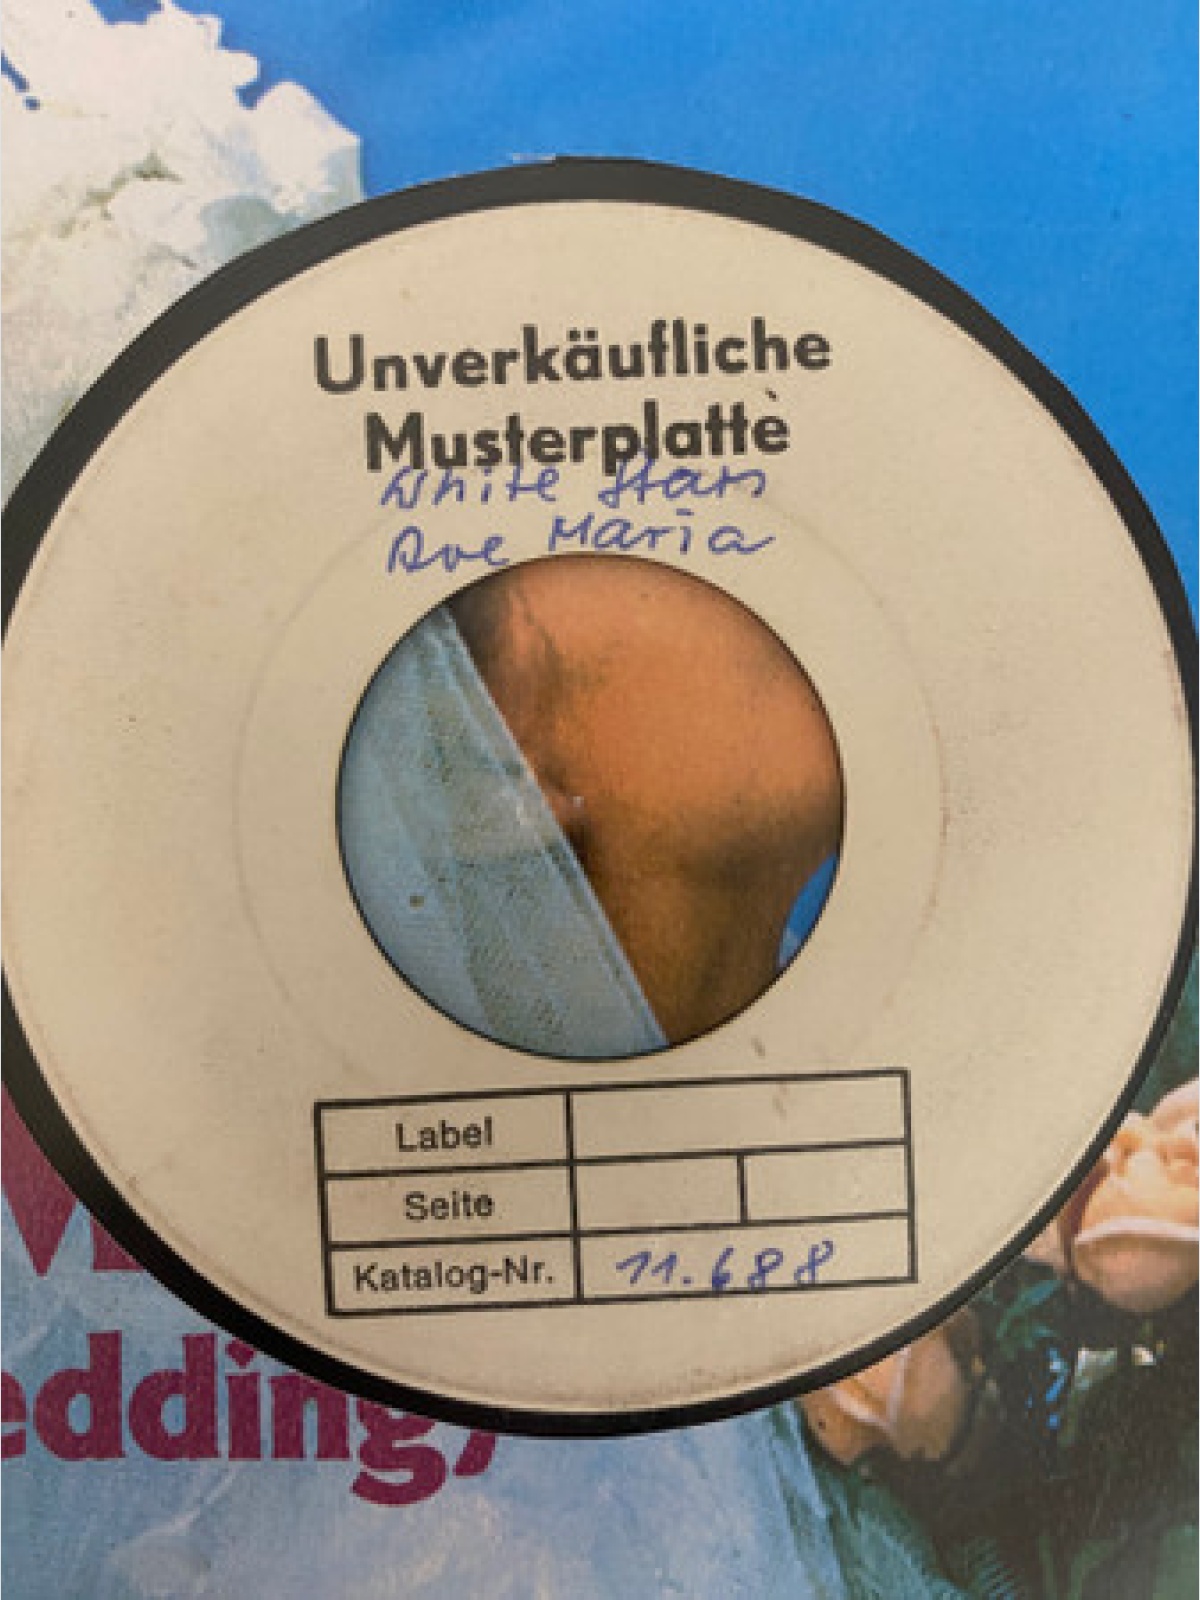 Unverkäufliche
Musterplatte
White Stars
Ave Maria
Label
Seite
Katalog-Nr. 11.688
edding,